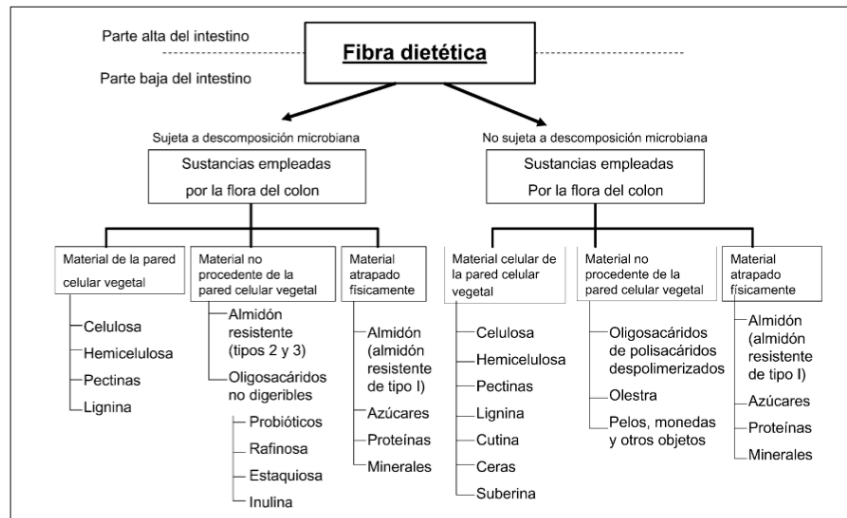 Parte alta del intestino
Fibra dietética
Parte baja del intestino
Sujeta a descomposición microbiana
Sustancias empleadas
por la flora del colon
No sujeta a descomposición microbiana
Sustancias empleadas
Por la flora del colon
Material de la pared
celular vegetal
Celulosa
Hemicelulosa
Pectinas
Lignina
Material no
procedente de la
pared celular vegetal
Almidón
resistente
(tipos 2 y 3)
Oligosacáridos
no digeribles
Probióticos
Rafinosa
Estaquiosa
Inulina
Material
atrapado
físicamente
Almidón
(almidón
resistente
de tipo I)
Azúcares
Proteínas
Minerales
Material celular de
la pared celular
vegetal
Celulosa
Hemicelulosa
Pectinas
Lignina
Cutina
Ceras
Suberina
Material no
procedente de la
pared celular vegetal
Oligosacáridos
de polisacáridos
despolimerizados
Olestra
Pelos, monedas
y otros objetos
Material
atrapado
físicamente
Almidón
(almidón
resistente
de tipo I)
Azúcares
Proteínas
Minerales